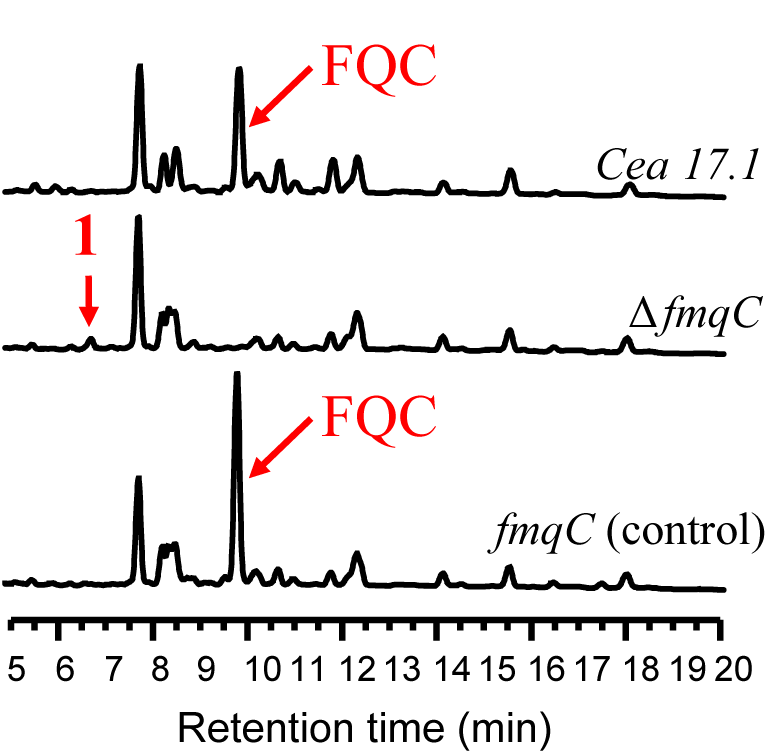 FQC
Cea 17.1
1
ΔfmqC
FQC
fmqC (control)
5 6 7 8 9 10 11 12 13 14 15 16 17 18 19 20
Retention time (min)